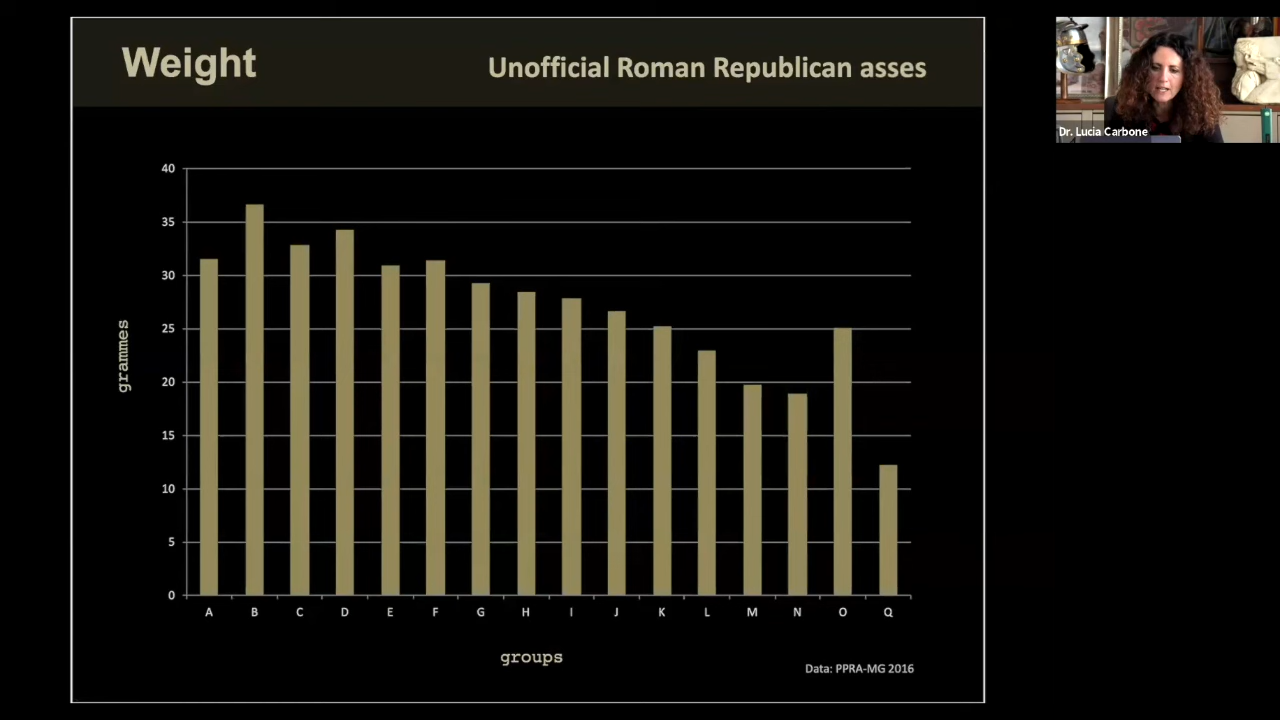 Weight
Unofficial Roman Republican asses
Dr. Lucia Carbone
40
35
30
25
20
15
10
5
0
grammes
A B C D E F G H I J K L M N O Q
groups
Data: PPRA-MG 2016